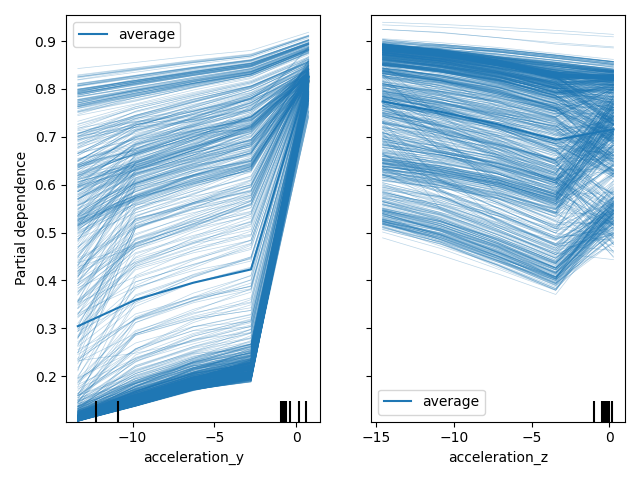 average
0.9
0.8
0.7
0.6
0.5
0.4
0.3
0.2
Partial dependence
−10 −5 0
acceleration_y
average
−15 −10 −5 0
acceleration_z